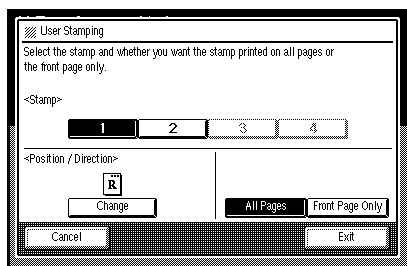 User Stamping
Select the stamp and whether you want the stamp printed on all pages or
the front page only.
<Stamp>
1 2 3 4
<Position / Direction>
R
Change
All Pages Front Page Only
Cancel Exit